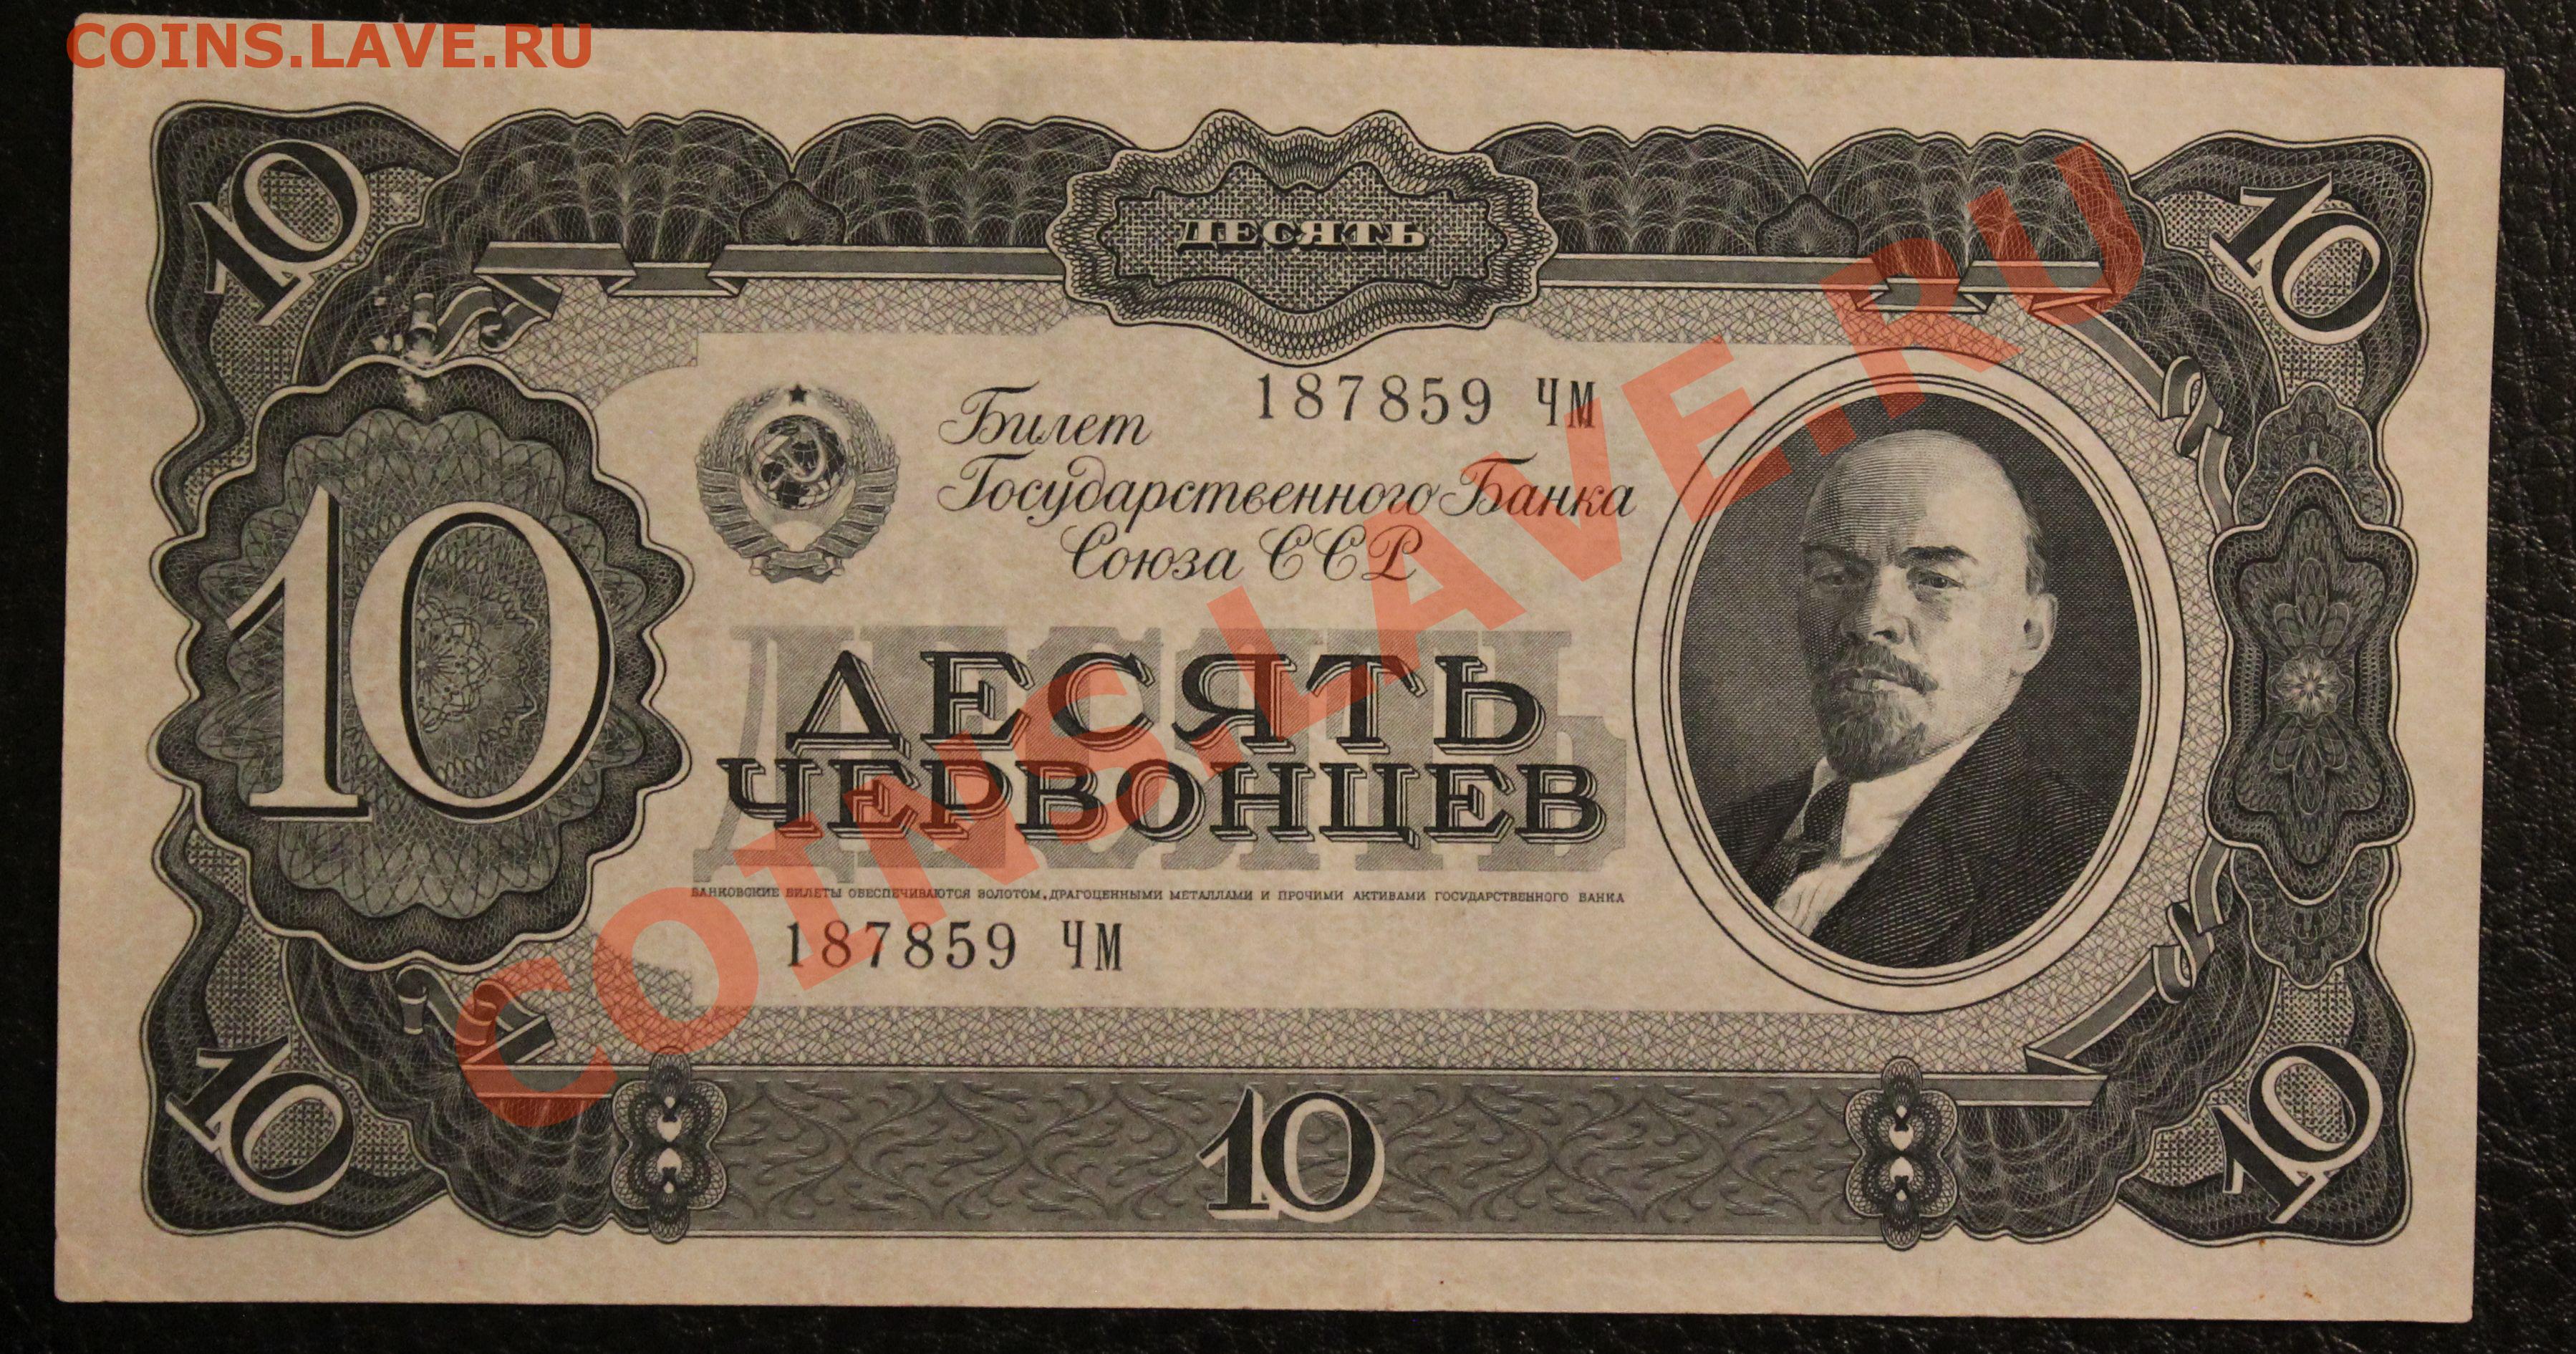 COINS.LAVE.RU
10
10
ДЕСЯТЬ
187859 ЧМ
Билет
Государственного Банка
Союза ССР
10
ДЕСЯТЬ
ДЕСЯТЬ
ЧЕРВОНЦЕВ
БАНКОВСКИЕ БИЛЕТЫ ОБЕСПЕЧИВАЮТСЯ ЗОЛОТОМ, ДРАГОЦЕННЫМИ МЕТАЛЛАМИ И ПРОЧИМИ АКТИВАМИ ГОСУДАРСТВЕННОГО БАНКА
187859 ЧМ
10
10
10
COINS.LAVE.RU